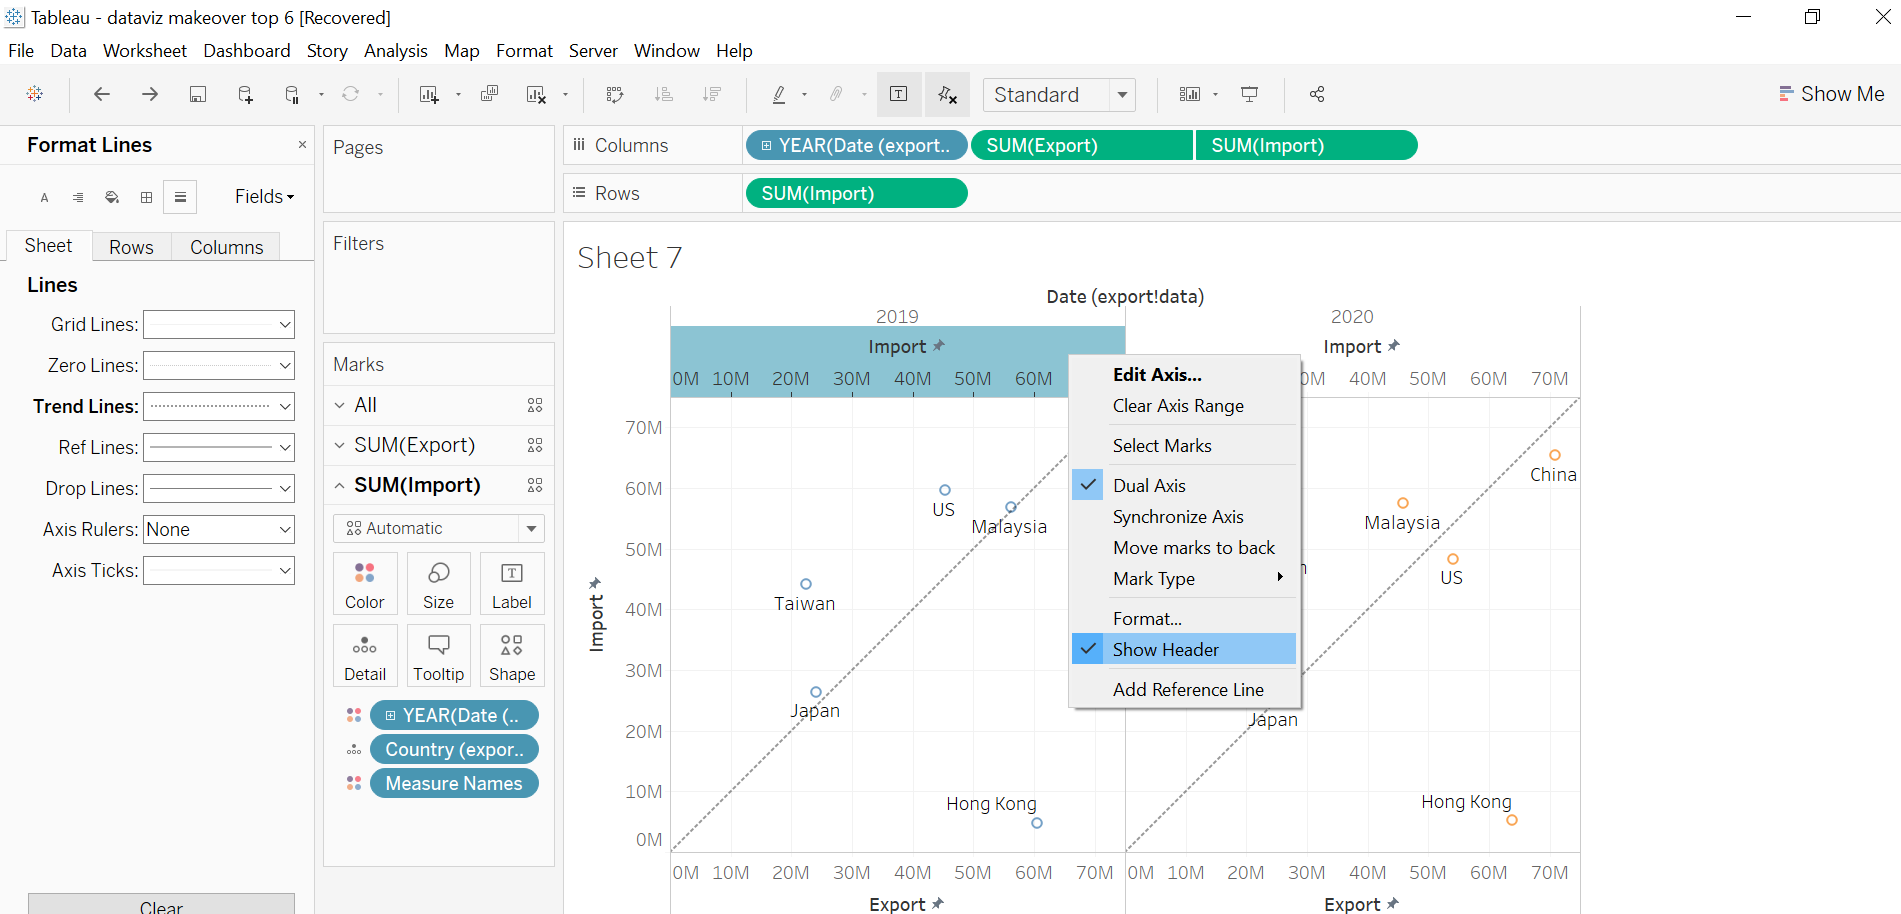 Tableau - dataviz makeover top 6 [Recovered]
File Data Worksheet Dashboard Story Analysis Map Format Server Window Help
Standard
Show Me
Format Lines
Fields
Sheet Rows Columns
Lines
Grid Lines:
Zero Lines:
Trend Lines:
Ref Lines:
Drop Lines:
Axis Rulers: None
Axis Ticks:
Clear
Pages
Filters
Marks
All
SUM(Export)
SUM(Import)
Automatic
Color Size Label
Detail Tooltip Shape
YEAR(Date (..
Country (expor..
Measure Names
Columns YEAR(Date (export.. SUM(Export) SUM(Import)
Rows SUM(Import)
Sheet 7
Date (export!data)
2019 2020
Import Import
0M 10M 20M 30M 40M 50M 60M 0M 40M 50M 60M 70M
70M
60M
50M
40M
30M
20M
10M
0M
Import
US
Malaysia
Taiwan
Japan
Hong Kong
China
Malaysia
US
n
Japan
Hong Kong
0M 10M 20M 30M 40M 50M 60M 70M 0M 10M 20M 30M 40M 50M 60M 70M
Export Export
Edit Axis...
Clear Axis Range
Select Marks
Dual Axis
Synchronize Axis
Move marks to back
Mark Type
Format...
Show Header
Add Reference Line